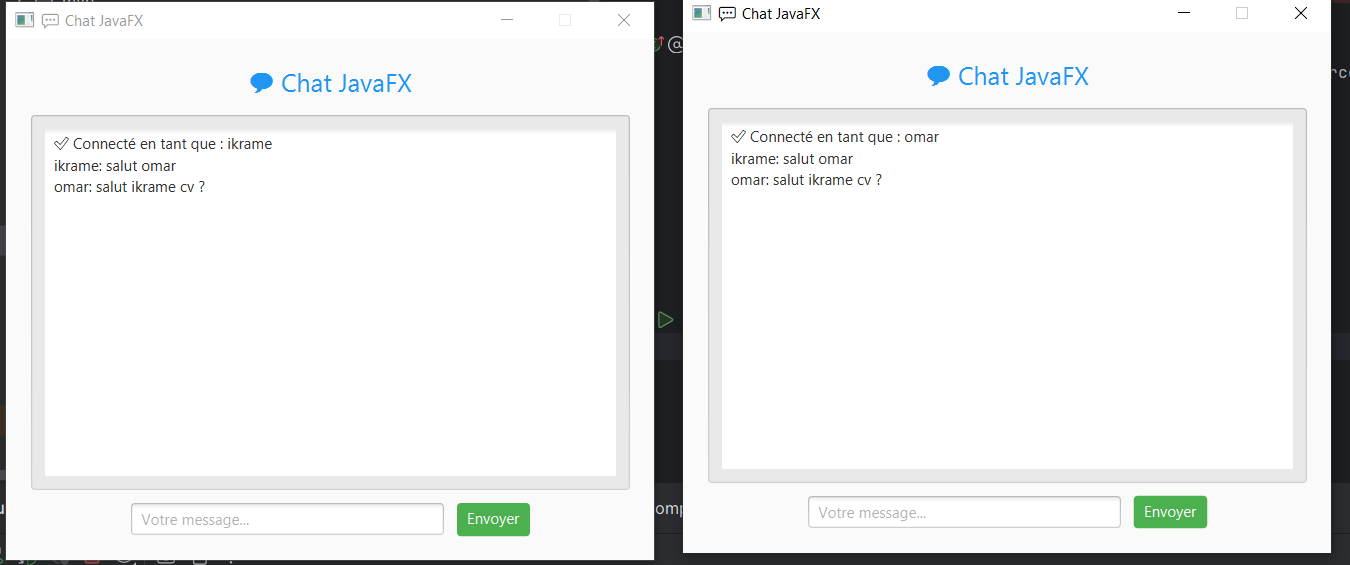 Chat JavaFX
Chat JavaFX
✓ Connecté en tant que : ikrame
ikrame: salut omar
omar: salut ikrame cv ?
Votre message...
Envoyer
Chat JavaFX
Chat JavaFX
✓ Connecté en tant que : omar
ikrame: salut omar
omar: salut ikrame cv ?
Votre message...
Envoyer